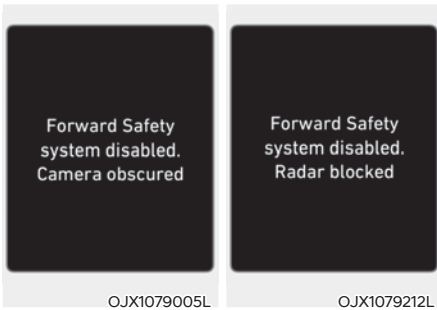 Forward Safety
system disabled.
Camera obscured
OJX1079005L
Forward Safety
system disabled.
Radar blocked
OJX1079212L